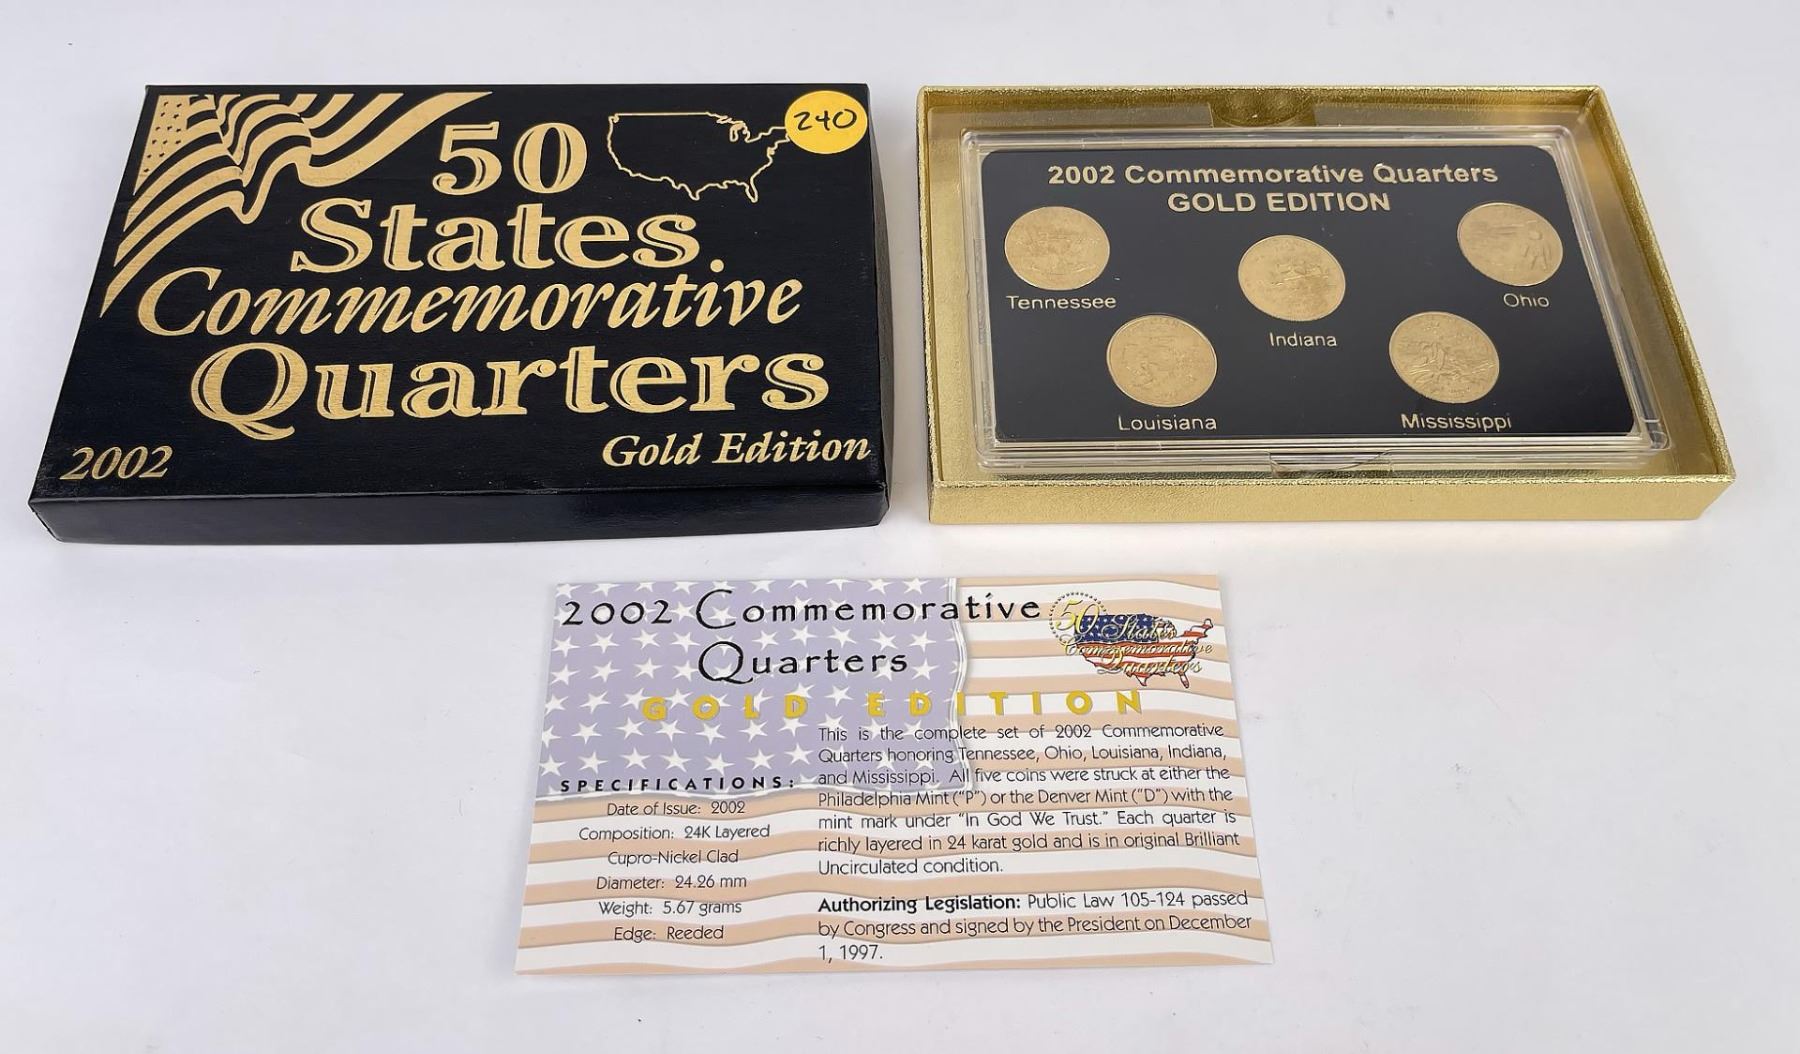 240
50
States
Commemorative
Quarters
2002
Gold Edition
2002 Commemorative Quarters
GOLD EDITION
Tennessee
Ohio
Indiana
Louisiana
Mississippi
2002 Commemorative
Quarters
50 States
Commemorative
Quarters
GOLD EDITION
SPECIFICATIONS:
Date of Issue: 2002
Composition: 24K Layered
Cupro-Nickel Clad
Diameter: 24.26 mm
Weight: 5.67 grams
Edge: Reeded
This is the complete set of 2002 Commemorative
Quarters honoring Tennessee, Ohio, Louisiana, Indiana,
and Mississippi. All five coins were struck at either the
Philadelphia Mint ("P") or the Denver Mint ("D") with the
mint mark under "In God We Trust." Each quarter is
richly layered in 24 karat gold and is in original Brilliant
Uncirculated condition.
Authorizing Legislation: Public Law 105-124 passed
by Congress and signed by the President on December
1, 1997.